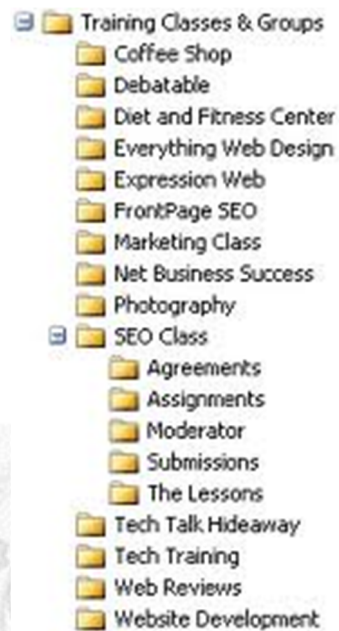 Training Classes & Groups
Coffee Shop
Debatable
Diet and Fitness Center
Everything Web Design
Expression Web
FrontPage SEO
Marketing Class
Net Business Success
Photography
SEO Class
Agreements
Assignments
Moderator
Submissions
The Lessons
Tech Talk Hideaway
Tech Training
Web Reviews
Website Development